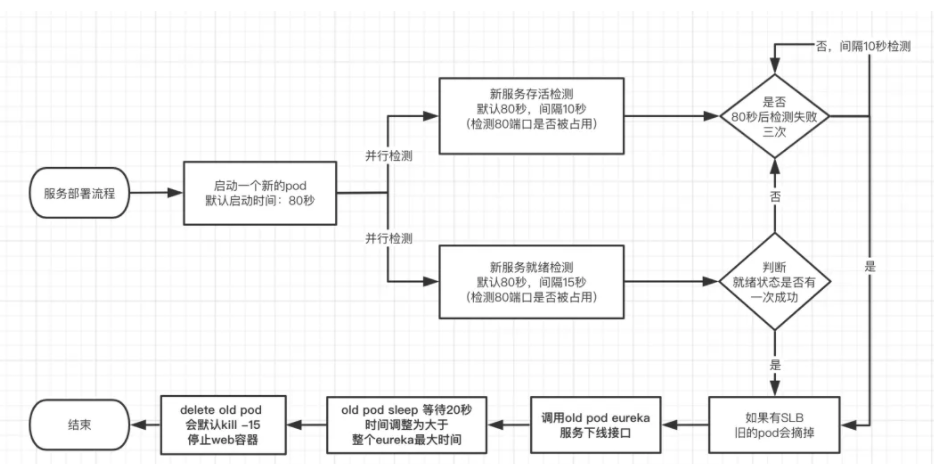 否，间隔10秒检测
新服务存活检测
默认80秒，间隔10秒
（检测80端口是否被占用）
是否
80秒后检测失败
三次
并行检测
服务部署流程
启动一个新的pod
默认启动时间：80秒
否
并行检测
新服务就绪检测
默认80秒，间隔15秒
（检测80端口是否被占用）
判断
就绪状态是否有
一次成功
是
是
结束
delete old pod
会默认kill -15
停止web容器
old pod sleep 等待20秒
时间调整为大于
整个eureka最大时间
调用old pod eureka
服务下线接口
如果有SLB
旧的pod会摘掉